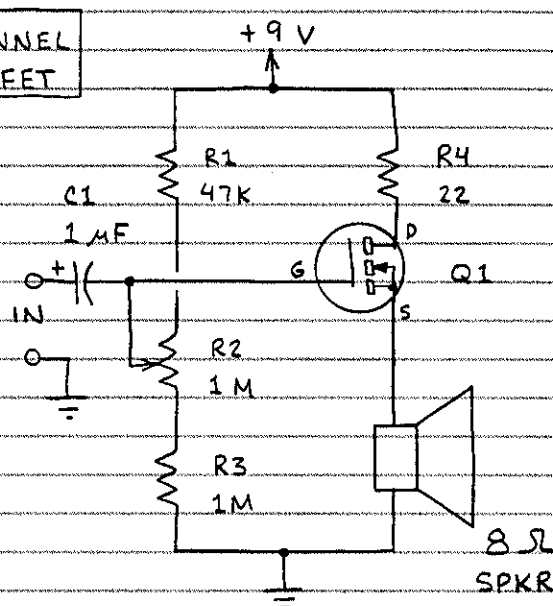 NNEL
FET
+9 V
R1
47K
R4
22
C1
1 µF
+
D
G
Q1
S
IN
R2
1 M
R3
1M
8 Ω
SPKR